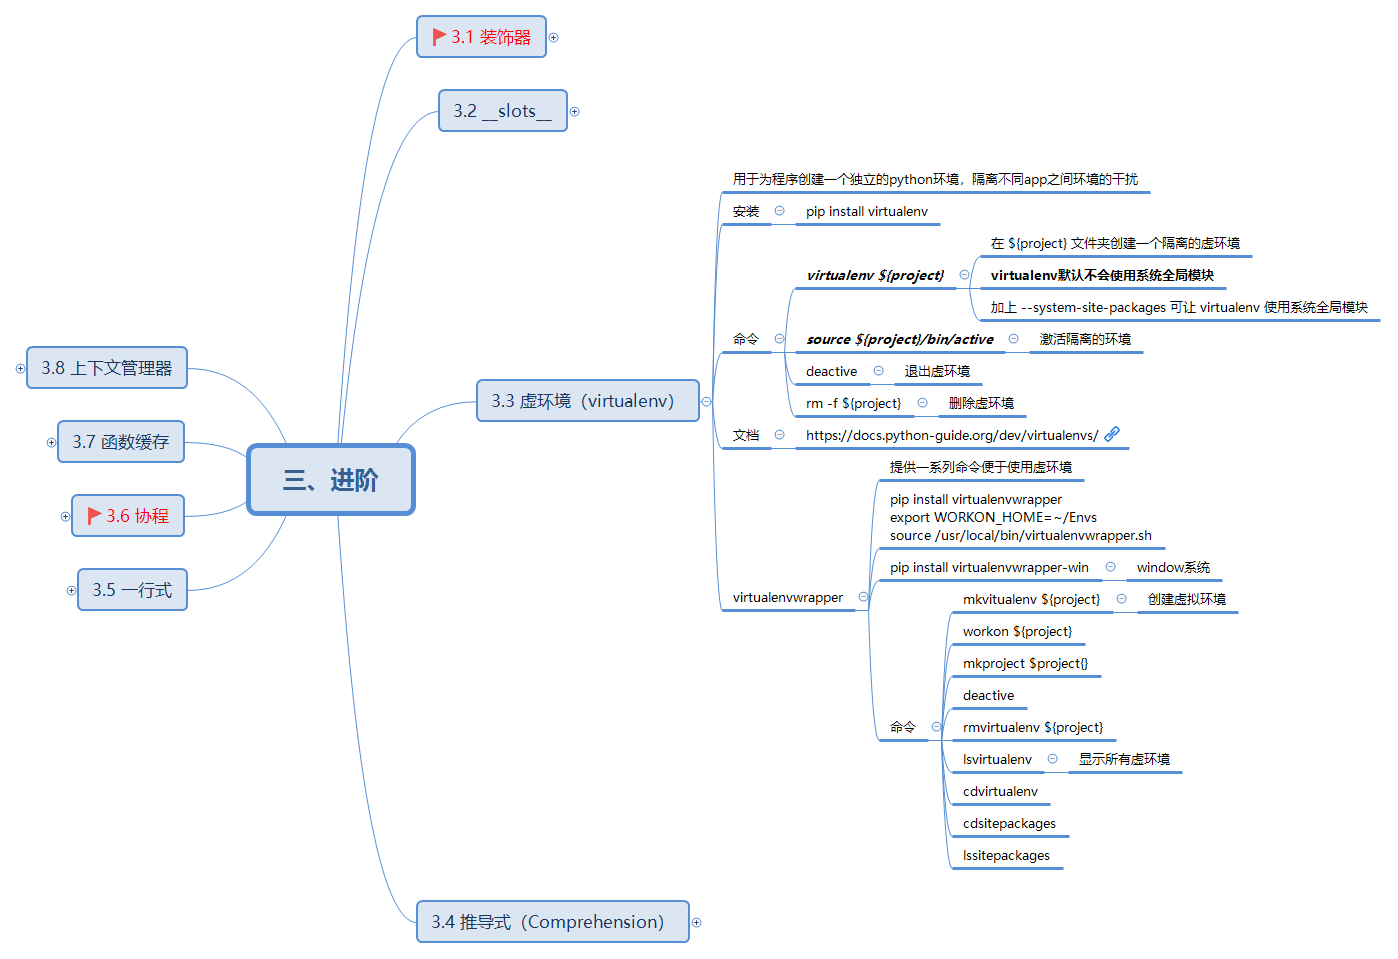 三、进阶
3.1 装饰器
3.2 __slots__
3.3 虚环境（virtualenv）
用于为程序创建一个独立的python环境，隔离不同app之间环境的干扰
安装
pip install virtualenv
命令
virtualenv ${project}
在 ${project} 文件夹创建一个隔离的虚环境
virtualenv默认不会使用系统全局模块
加上 --system-site-packages 可让 virtualenv 使用系统全局模块
source ${project}/bin/active
激活隔离的环境
deactive
退出虚环境
rm -f ${project}
删除虚环境
文档
https://docs.python-guide.org/dev/virtualenvs/
virtualenvwrapper
提供一系列命令便于使用虚环境
pip install virtualenvwrapper
export WORKON_HOME=~/Envs
source /usr/local/bin/virtualenvwrapper.sh
pip install virtualenvwrapper-win
window系统
命令
mkvitualenv ${project}
创建虚拟环境
workon ${project}
mkproject $project{}
deactive
rmvirtualenv ${project}
lsvirtualenv
显示所有虚环境
cdvirtualenv
cdsitepackages
lssitepackages
3.4 推导式（Comprehension）
3.5 一行式
3.6 协程
3.7 函数缓存
3.8 上下文管理器